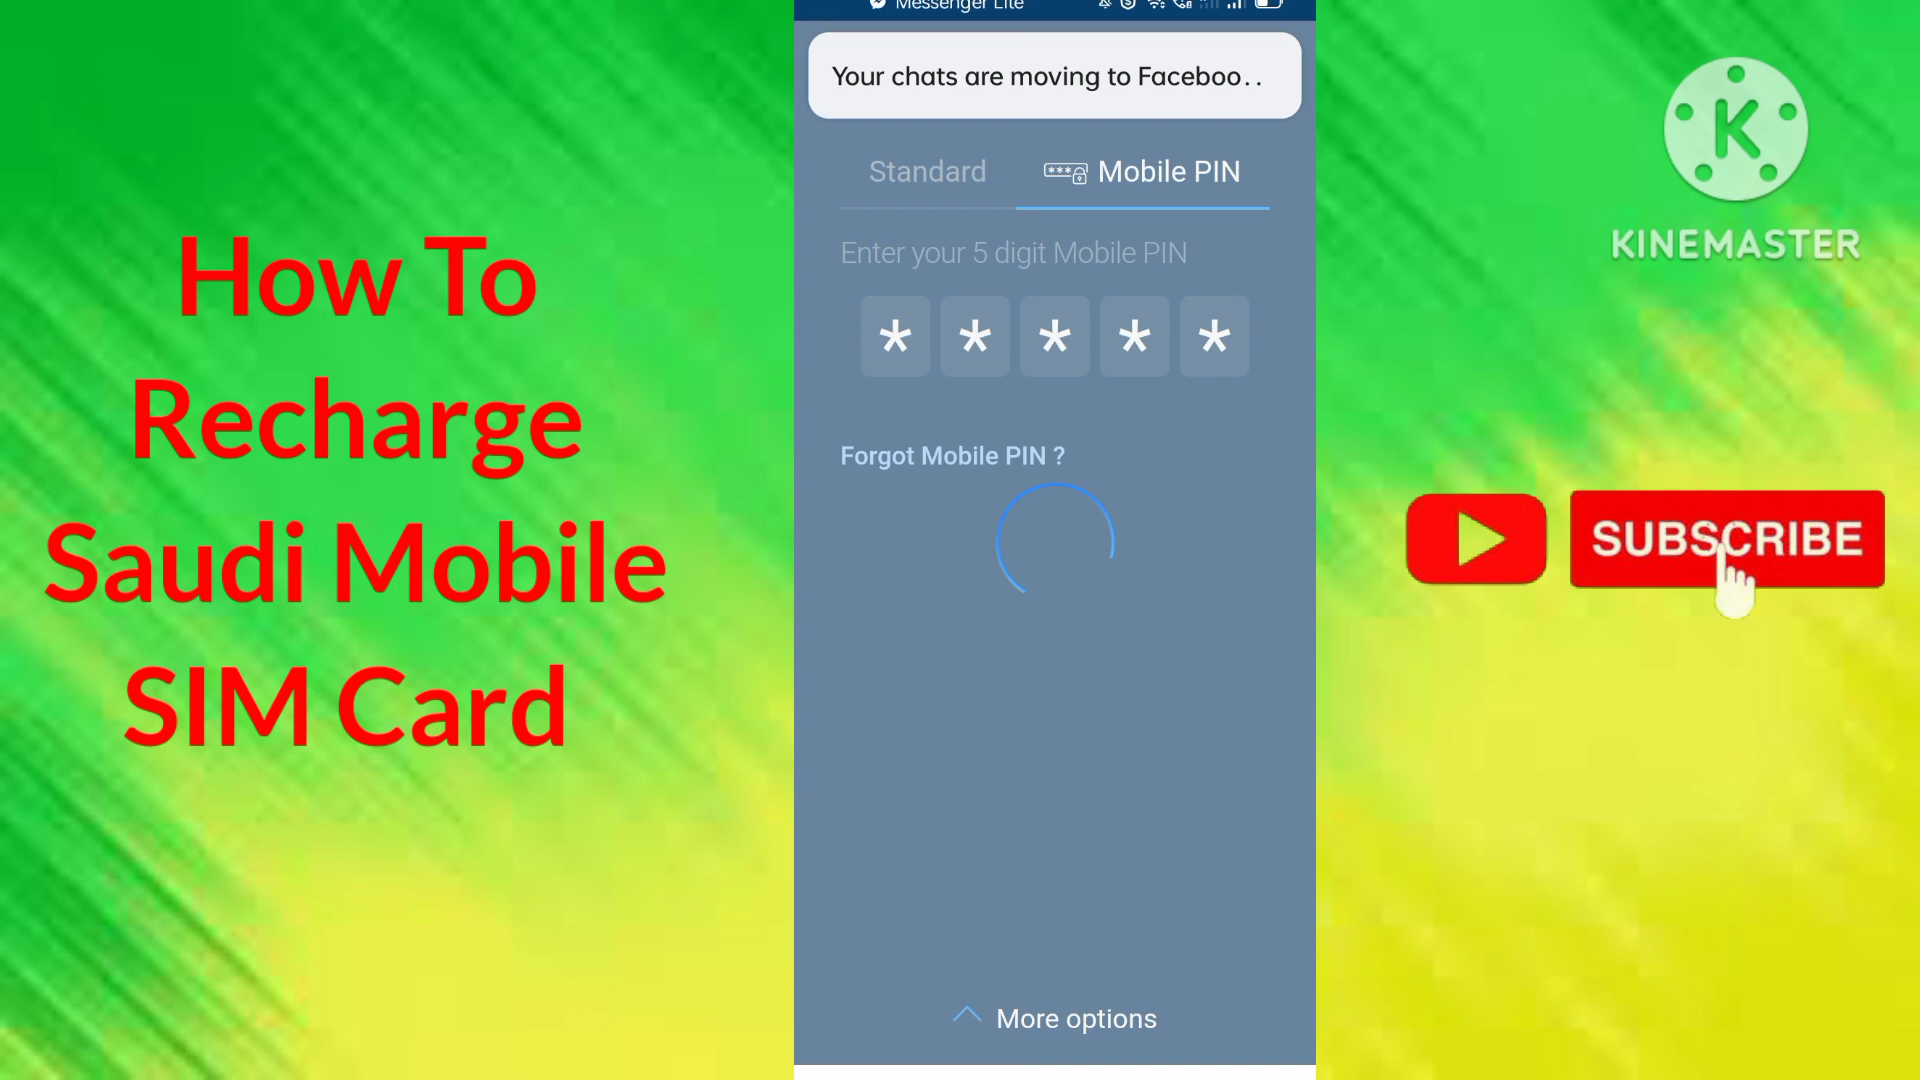 How To
Recharge
Saudi Mobile
SIM Card
Messenger Lite
Your chats are moving to Faceboo..
Standard
*** Mobile PIN
Enter your 5 digit Mobile PIN
* * * * *
Forgot Mobile PIN ?
More options
K
KINEMASTER
SUBSCRIBE